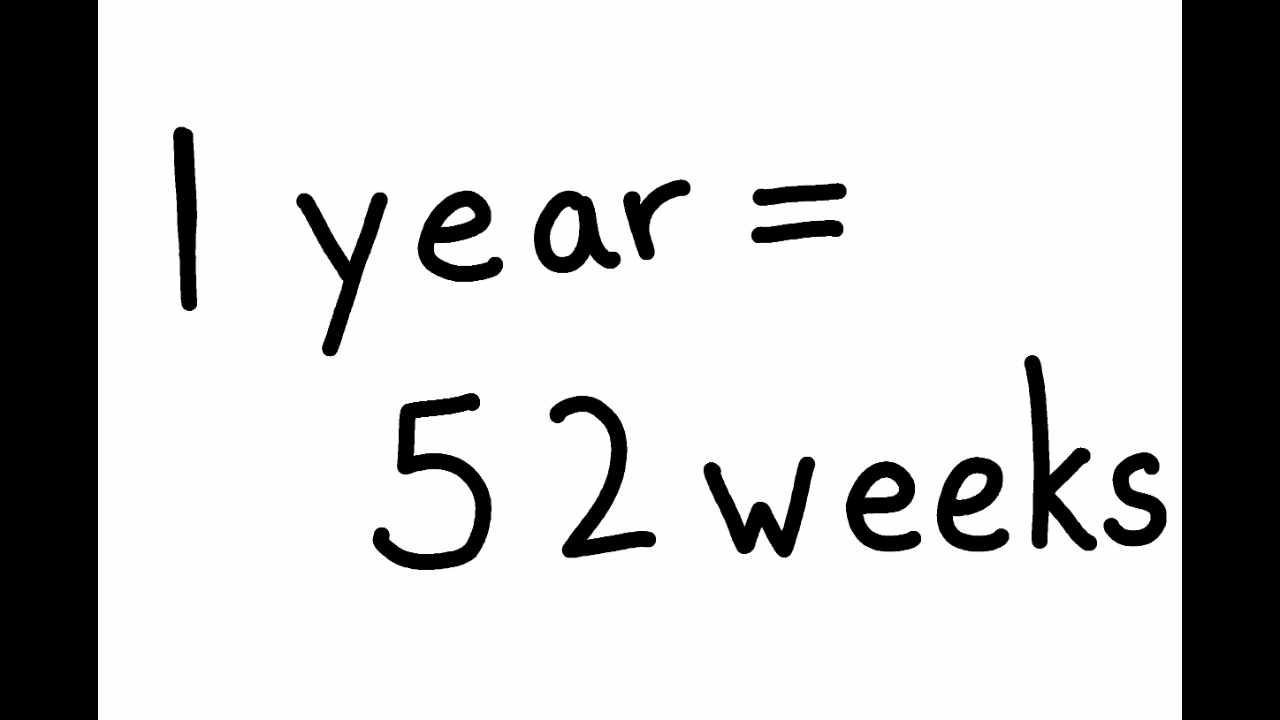 1 year =
52 weeks